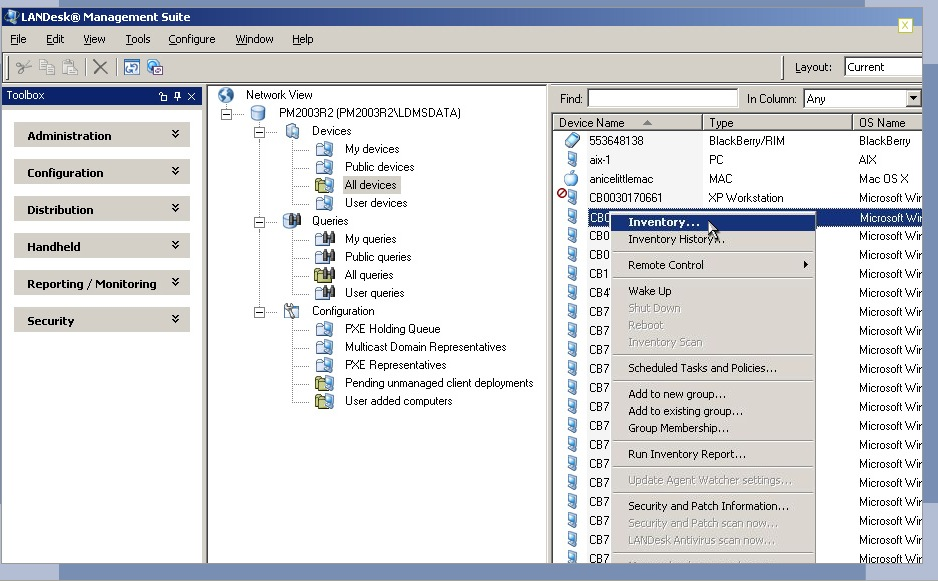 LANDesk® Management Suite
File Edit View Tools Configure Window Help
Layout: Current
Toolbox
Administration
Configuration
Distribution
Handheld
Reporting / Monitoring
Security
Network View
PM2003R2 (PM2003R2\LDMSDATA)
Devices
My devices
Public devices
All devices
User devices
Queries
My queries
Public queries
All queries
User queries
Configuration
PXE Holding Queue
Multicast Domain Representatives
PXE Representatives
Pending unmanaged client deployments
User added computers
Find: In Column: Any
Device Name Type OS Name
553648138 BlackBerry/RIM BlackBerry
aix-1 PC AIX
anicelittlemac MAC Mac OS X
CB0030170661 XP Workstation Microsoft Win
CB0 Microsoft Win
CB0 Microsoft Win
CB0 Microsoft Win
CB1 Microsoft Win
CB4 Microsoft Win
CB7 Microsoft Win
CB7 Microsoft Win
CB7 Microsoft Win
CB7 Microsoft Win
CB7 Microsoft Win
CB7 Microsoft Win
CB7 Microsoft Win
CB7 Microsoft Win
CB7 Microsoft Win
CB7 Microsoft Win
CB7 Microsoft Win
CB7 Microsoft Win
CB7 Microsoft Win
CB7 Microsoft Win
Inventory...
Inventory History...
Remote Control
Wake Up
Shut Down
Reboot
Inventory Scan
Scheduled Tasks and Policies...
Add to new group...
Add to existing group...
Group Membership...
Run Inventory Report...
Update Agent Watcher settings...
Security and Patch Information...
Security and Patch scan now...
LANDesk Antivirus scan now...